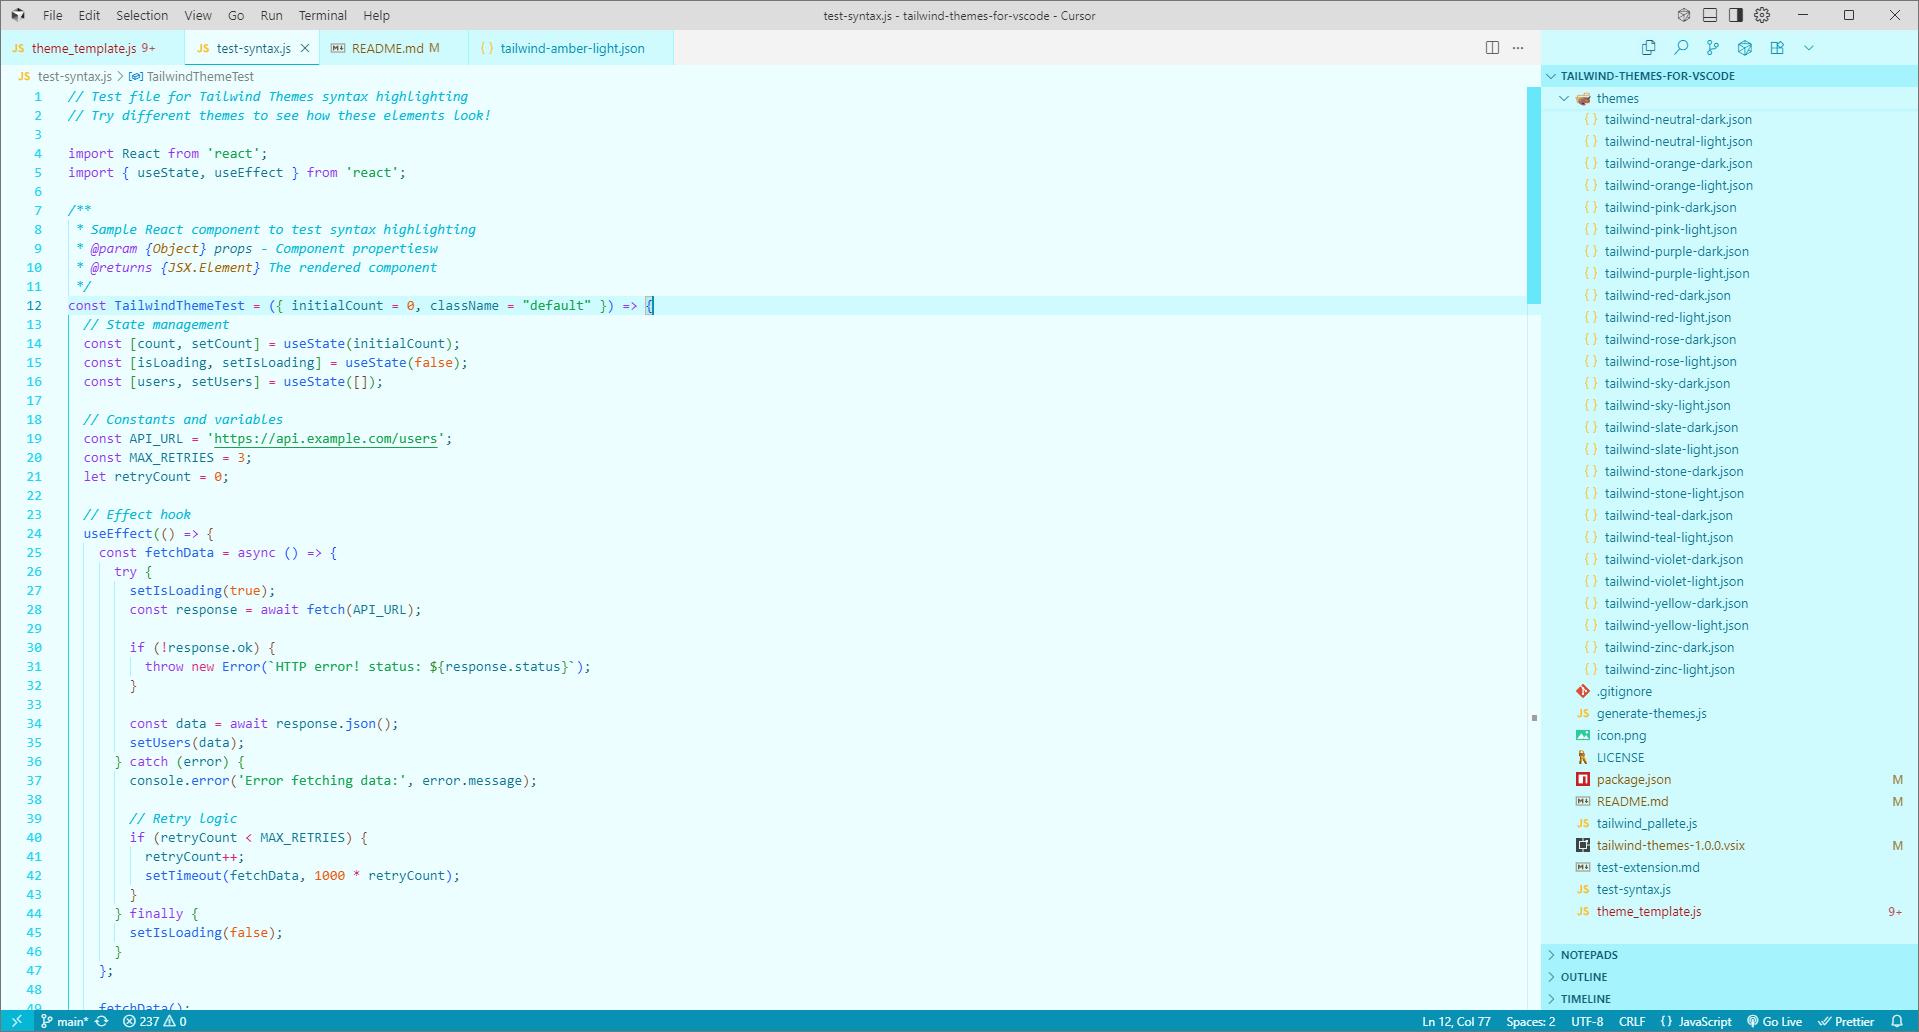 File Edit Selection View Go Run Terminal Help
test-syntax.js - tailwind-themes-for-vscode - Cursor
JS theme_template.js 9+
JS test-syntax.js
README.md M
{} tailwind-amber-light.json
JS test-syntax.js > TailwindThemeTest
1 // Test file for Tailwind Themes syntax highlighting
2 // Try different themes to see how these elements look!
3
4 import React from 'react';
5 import { useState, useEffect } from 'react';
6
7 /**
8 * Sample React component to test syntax highlighting
9 * @param {Object} props - Component propertiesw
10 * @returns {JSX.Element} The rendered component
11 */
12 const TailwindThemeTest = ({ initialCount = 0, className = "default" }) => {
13 // State management
14 const [count, setCount] = useState(initialCount);
15 const [isLoading, setIsLoading] = useState(false);
16 const [users, setUsers] = useState([]);
17
18 // Constants and variables
19 const API_URL = 'https://api.example.com/users';
20 const MAX_RETRIES = 3;
21 let retryCount = 0;
22
23 // Effect hook
24 useEffect(() => {
25 const fetchData = async () => {
26 try {
27 setIsLoading(true);
28 const response = await fetch(API_URL);
29
30 if (!response.ok) {
31 throw new Error(`HTTP error! status: ${response.status}`);
32 }
33
34 const data = await response.json();
35 setUsers(data);
36 } catch (error) {
37 console.error('Error fetching data:', error.message);
38
39 // Retry logic
40 if (retryCount < MAX_RETRIES) {
41 retryCount++;
42 setTimeout(fetchData, 1000 * retryCount);
43 }
44 } finally {
45 setIsLoading(false);
46 }
47 };
48
49 fetchData();
TAILWIND-THEMES-FOR-VSCODE
themes
{} tailwind-neutral-dark.json
{} tailwind-neutral-light.json
{} tailwind-orange-dark.json
{} tailwind-orange-light.json
{} tailwind-pink-dark.json
{} tailwind-pink-light.json
{} tailwind-purple-dark.json
{} tailwind-purple-light.json
{} tailwind-red-dark.json
{} tailwind-red-light.json
{} tailwind-rose-dark.json
{} tailwind-rose-light.json
{} tailwind-sky-dark.json
{} tailwind-sky-light.json
{} tailwind-slate-dark.json
{} tailwind-slate-light.json
{} tailwind-stone-dark.json
{} tailwind-stone-light.json
{} tailwind-teal-dark.json
{} tailwind-teal-light.json
{} tailwind-violet-dark.json
{} tailwind-violet-light.json
{} tailwind-yellow-dark.json
{} tailwind-yellow-light.json
{} tailwind-zinc-dark.json
{} tailwind-zinc-light.json
.gitignore
JS generate-themes.js
icon.png
LICENSE
package.json M
README.md M
JS tailwind_pallete.js
tailwind-themes-1.0.0.vsix M
test-extension.md
JS test-syntax.js
JS theme_template.js 9+
NOTEPADS
OUTLINE
TIMELINE
main* 237 0
Ln 12, Col 77 Spaces: 2 UTF-8 CRLF {} JavaScript Go Live Prettier